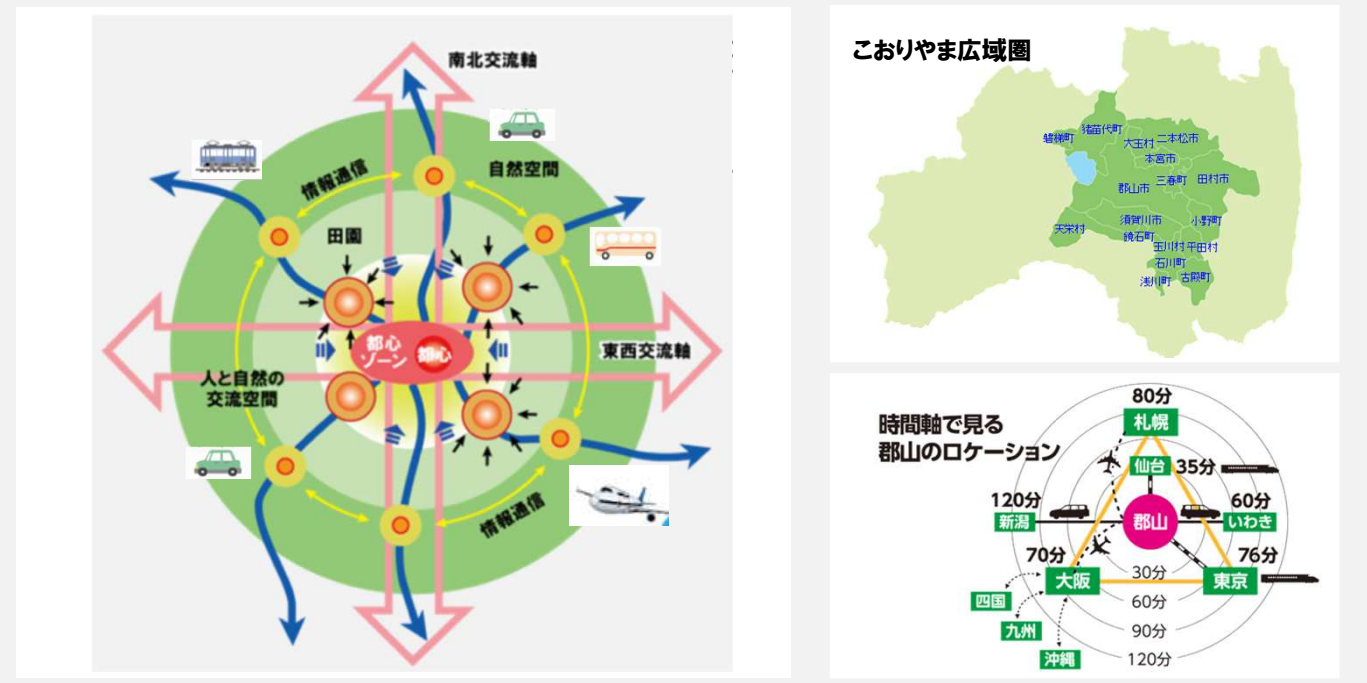 南北交流軸
自然空間
情報通信
田園
都心
ゾーン
都心
東西交流軸
人と自然の
交流空間
情報通信
こおりやま広域圏
磐梯町
猪苗代町
大玉村
二本松市
本宮市
郡山市
三春町
田村市
天栄村
須賀川市
小野町
鏡石町
玉川村
平田村
石川町
古殿町
浅川町
時間軸で見る
郡山のロケーション
80分
札幌
仙台
35分
120分
新潟
郡山
60分
いわき
70分
大阪
76分
東京
30分
60分
90分
120分
四国
九州
沖縄